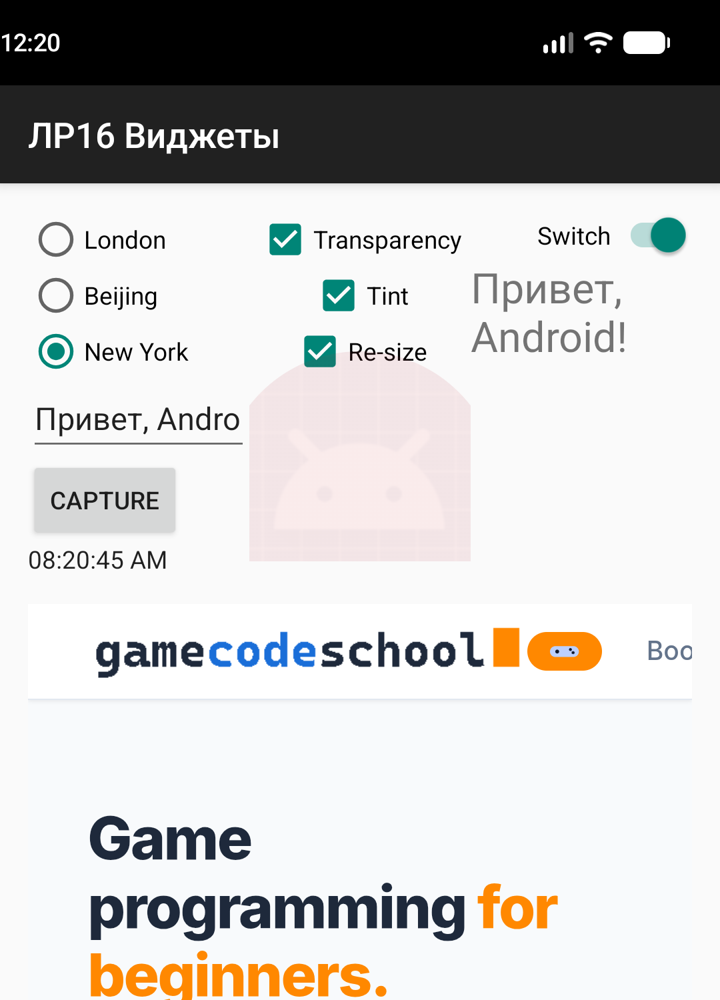 12:20
ЛР16 Виджеты
London
Transparency
Switch
Beijing
Tint
Привет,
Android!
New York
Re-size
Привет, Andro
CAPTURE
08:20:45 AM
gamecodeschool
Boo
Game
programming for
beginners.